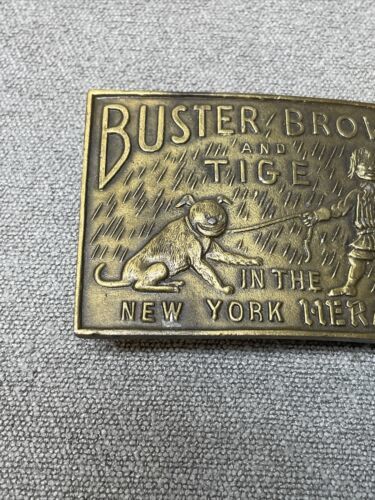 BUSTER BROW
AND
TIGE
IN THE
NEW YORK HERA